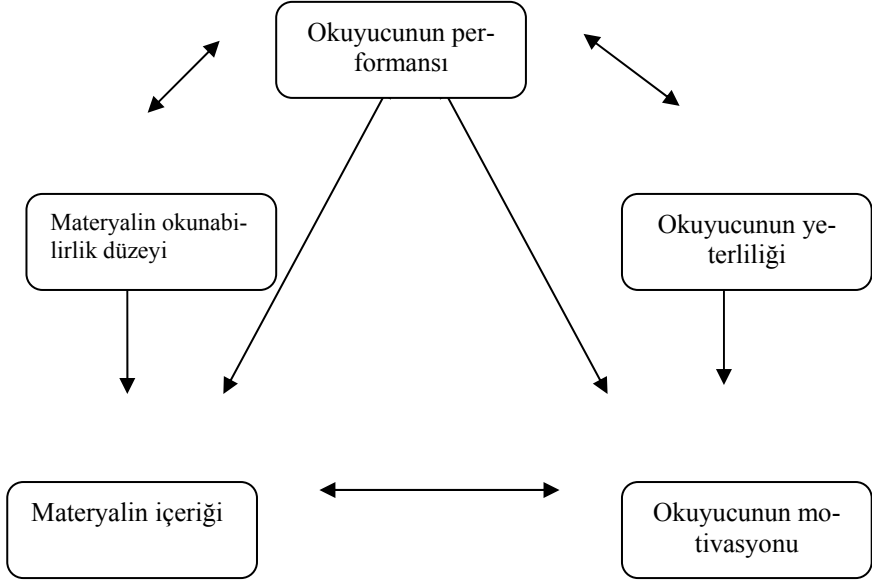 Okuyucunun per-
formansı
Materyalin okunabi-
lirlik düzeyi
Okuyucunun ye-
terliliği
Materyalin içeriği
Okuyucunun mo-
tivasyonu